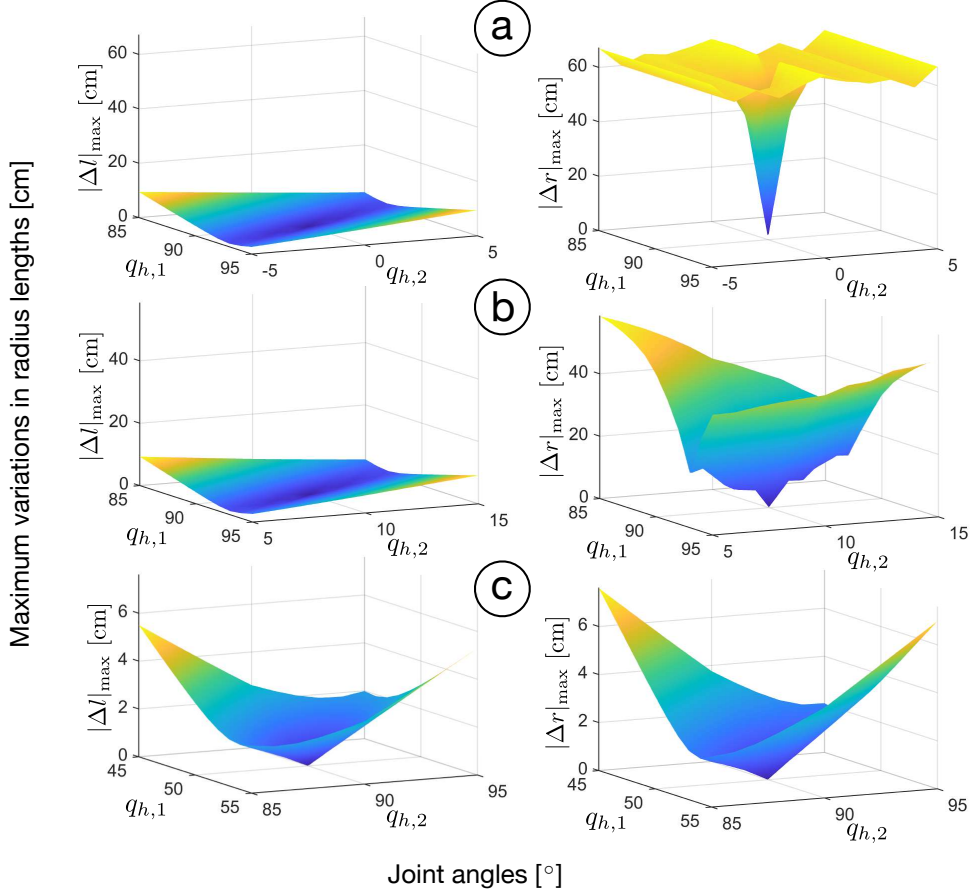 Maximum variations in radius lengths [cm]
a
|Δl|max [cm]
60
40
20
0
85
90
95
-5
0
5
qh,1
qh,2
|Δr|max [cm]
60
40
20
0
85
90
95
-5
0
5
qh,1
qh,2
b
|Δl|max [cm]
40
20
0
85
90
95
5
10
15
qh,1
qh,2
|Δr|max [cm]
40
20
0
85
90
95
5
10
15
qh,1
qh,2
c
|Δl|max [cm]
6
4
2
0
45
50
55
85
90
95
qh,1
qh,2
|Δr|max [cm]
6
4
2
0
45
50
55
85
90
95
qh,1
qh,2
Joint angles [°]